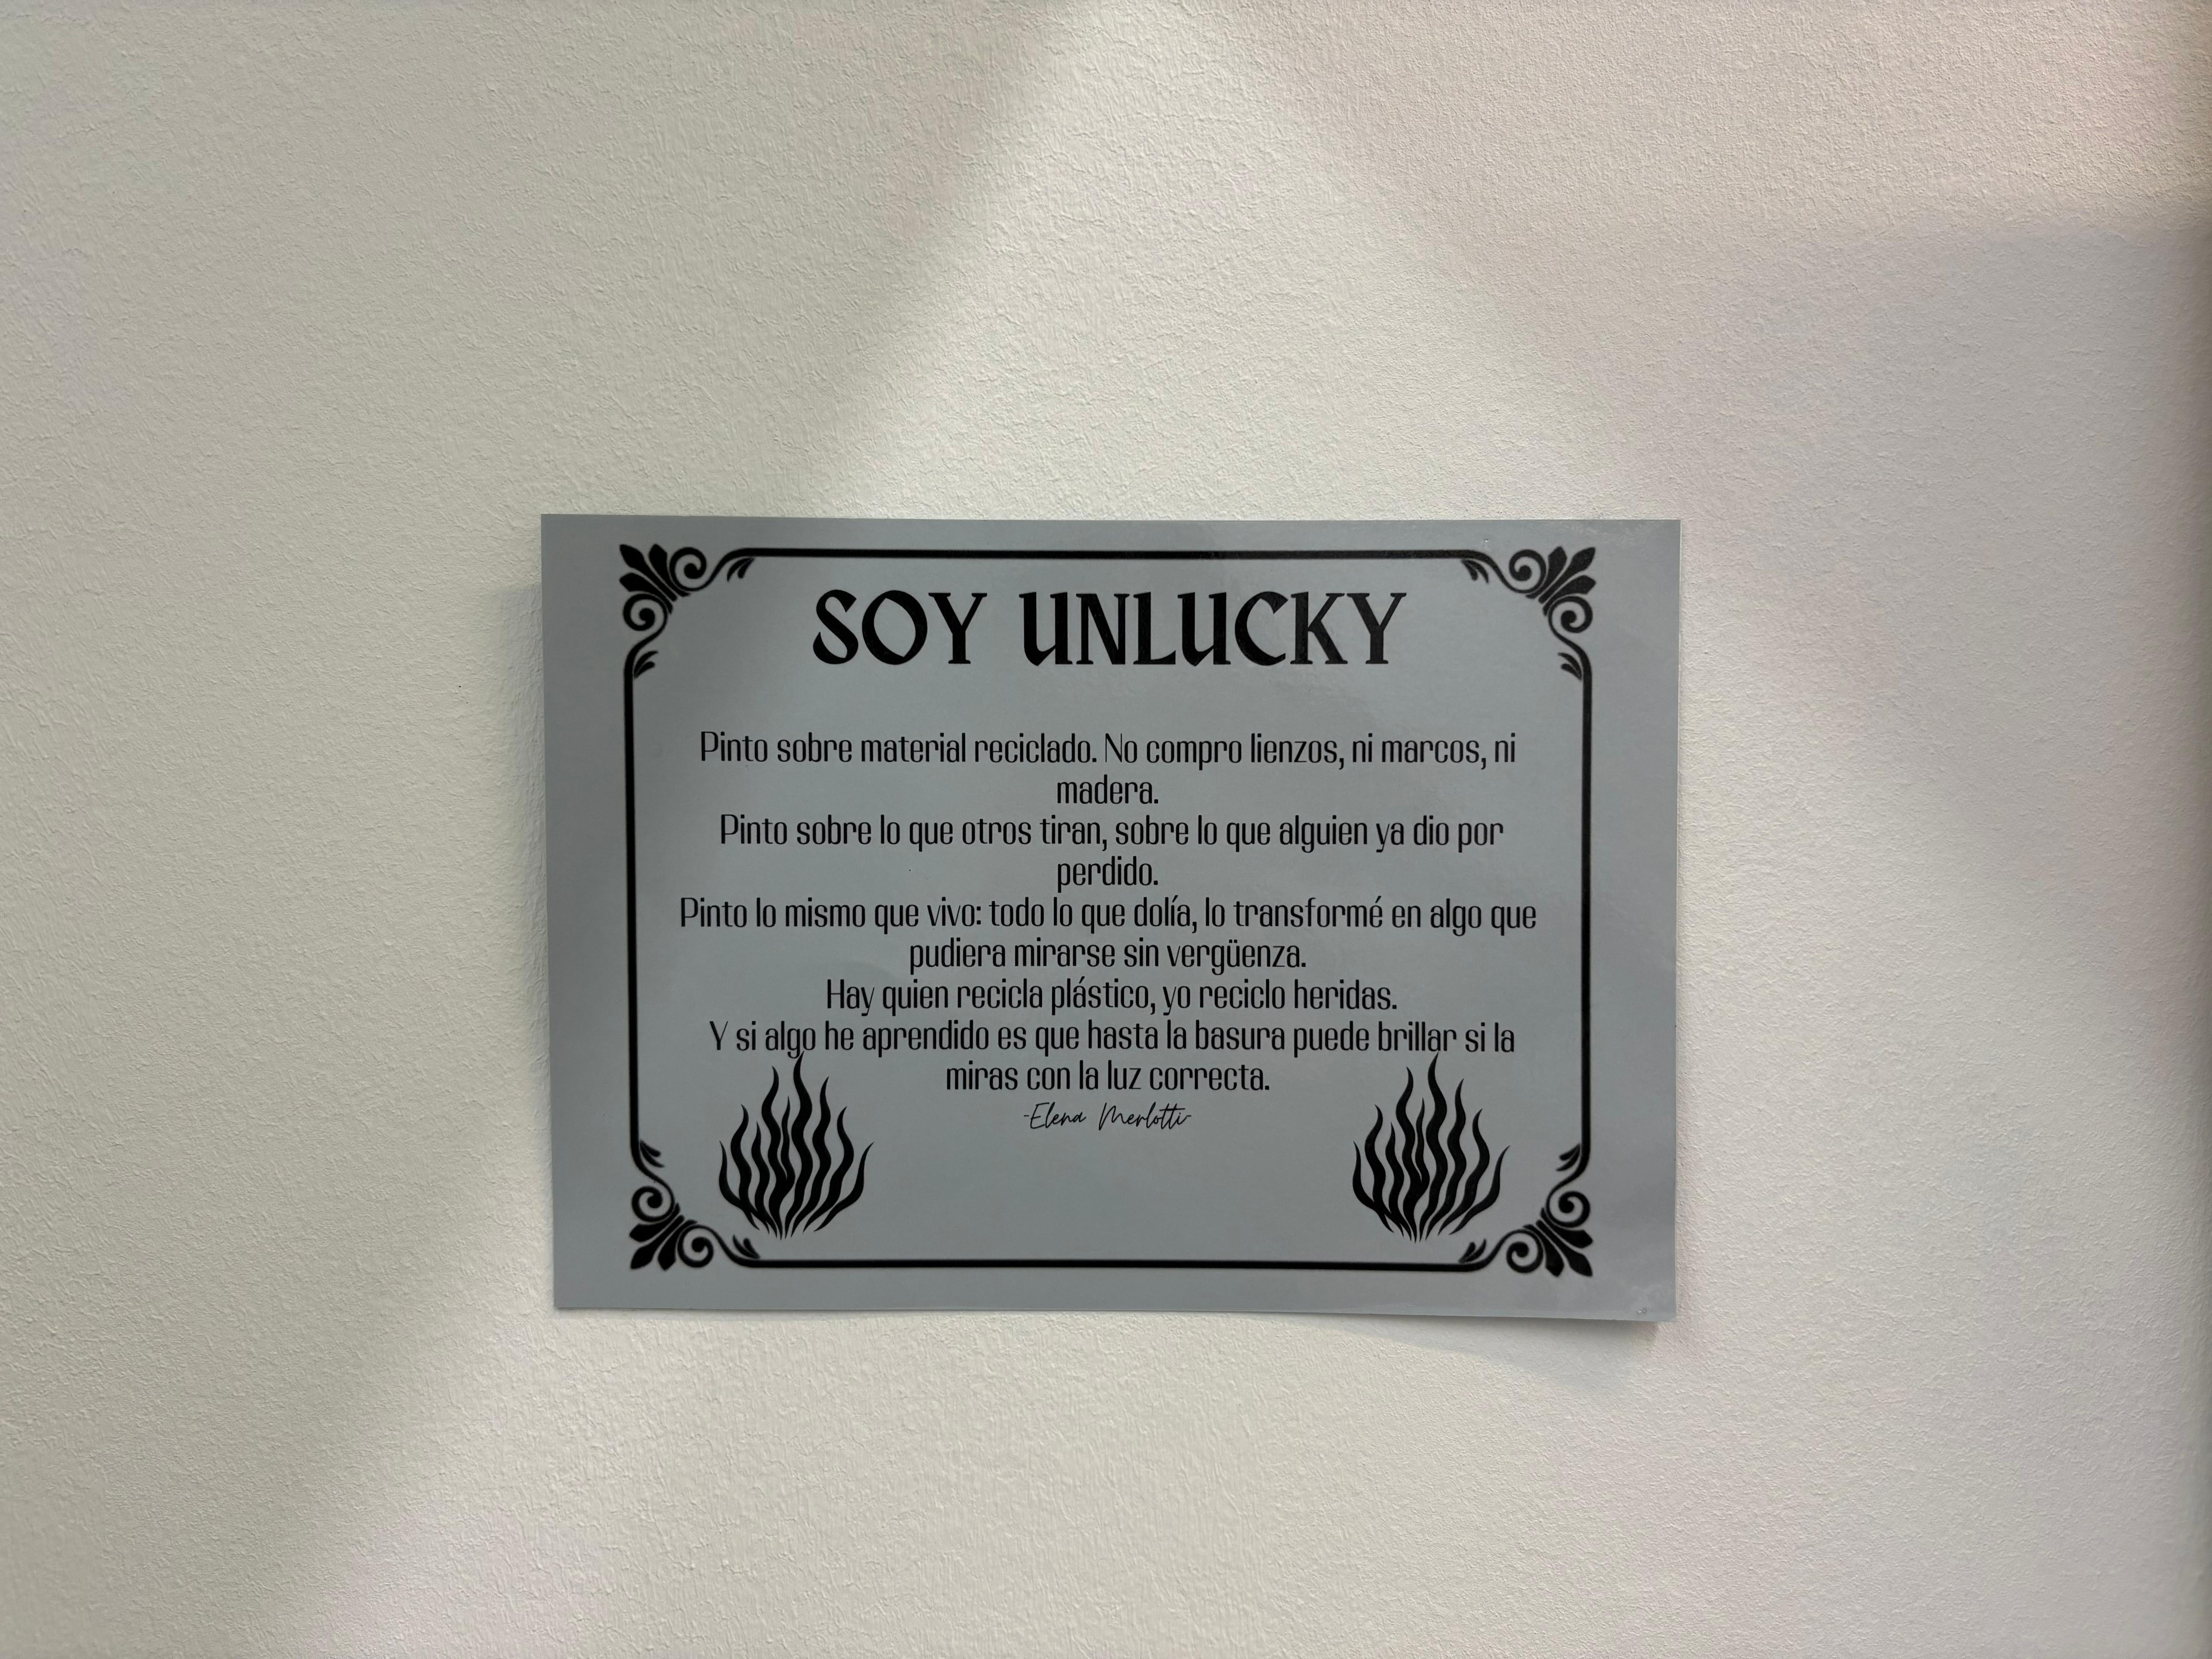 SOY UNLUCKY
Pinto sobre material reciclado. No compro lienzos, ni marcos, ni
madera.
Pinto sobre lo que otros tiran, sobre lo que alguien ya dio por
perdido.
Pinto lo mismo que vivo: todo lo que dolía, lo transformé en algo que
pudiera mirarse sin vergüenza.
Hay quien recicla plástico, yo reciclo heridas.
Y si algo he aprendido es que hasta la basura puede brillar si la
miras con la luz correcta.
-Elena Merlotti-